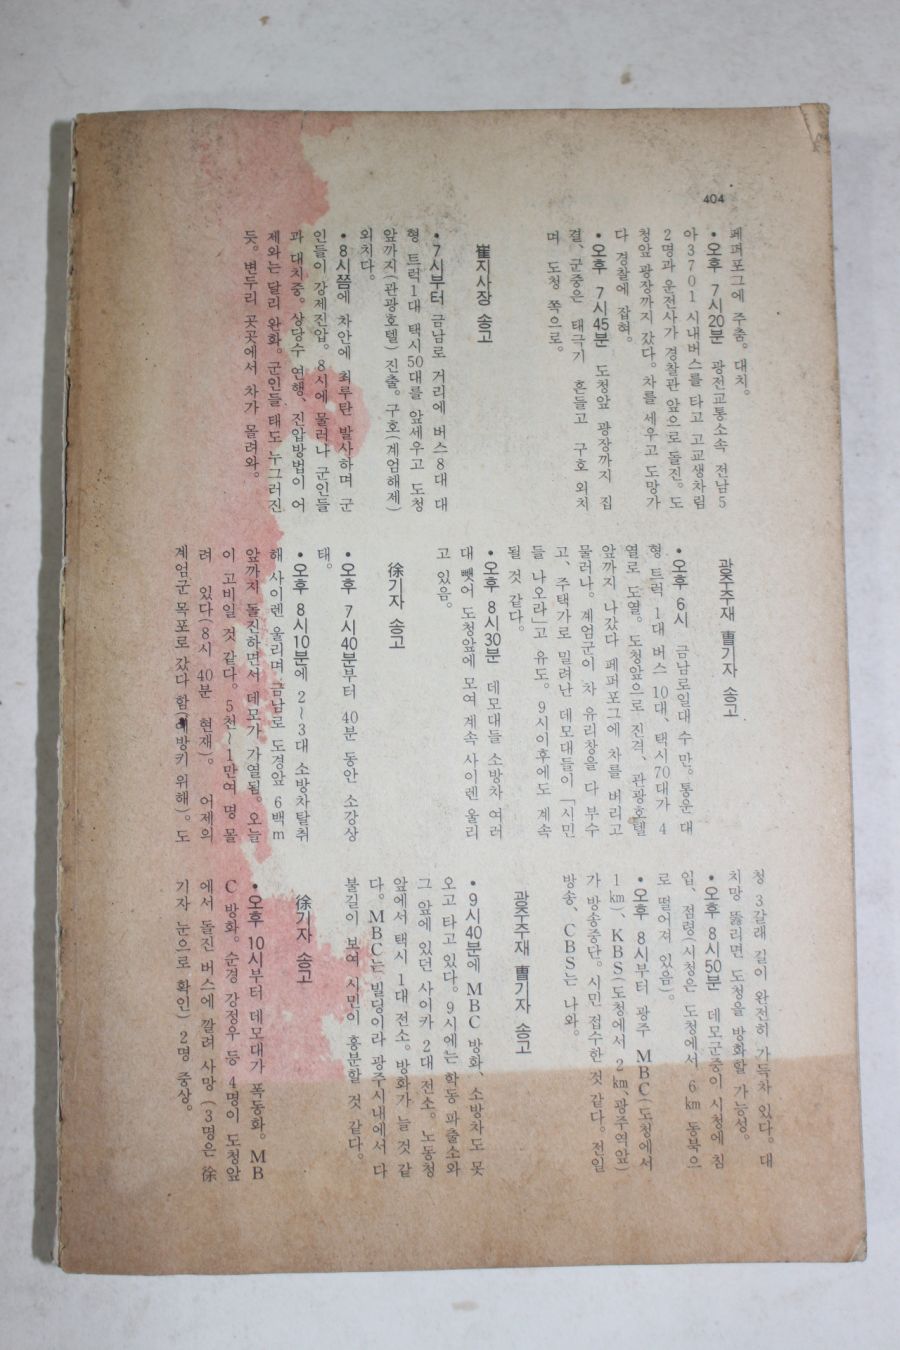 404
페퍼포그에 주춤。대치。
•오후 7시20분 광전교통소속 전남5
아3701시내버스를 타고 고교생차림
2명과 운전사가 경찰관 앞으로 돌진。도
청앞 광장까지 갔다。차를 세우고 도망가
다 경찰에 잡혀。
•오후 7시45분 도청앞 광장까지 집
결、군중은 태극기 흔들고 구호 외치
며 도청 쪽으로。
崔지사장 송고
•7시부터 금남로 거리에 버스8대 대
형 트럭1대 택시50대를 앞세우고 도청
앞까지(관광호텔) 진출。구호(계엄해제)
외치다。
•8시쯤에 차안에 최루탄 발사하며 군
인들이 강제진압。8시에 물러나 군인들
과 대치중。상당수 연행、진압방법이 어
제와는 달리 완화。군인들 태도 누그러진
듯。변두리 곳곳에서 차가 몰려와。
광주주재 曺기자 송고
•오후 6시 금남로일대 수만。통운 대
형 트럭 1대 버스 10대、택시70대가 4
열로 도열。도청앞으로 진격、관광호텔
앞까지 나갔다 페퍼포그에 차를 버리고
물러나。계엄군이 차 유리창을 다 부수
고、주택가로 밀려난 데모대들이 「시민
들 나오라」고 유도。9시이후에도 계속
될 것 같다。
•오후 8시30분 데모대들 소방차 여러
대 뺏어 도청앞에 모여 계속 사이렌 울리
고 있음。
徐기자 송고
•오후 7시40분부터 40분 동안 소강상
태。
•오후 8시10분에 2~3대 소방차탈취
해 사이렌 울리며 금남로 도경앞 6백m
앞까지 돌진하면서 데모가 가열됨。오늘
이 고비일 것 같다。5천~1만여 명 몰
려 있다(8시 40분 현재)。 어제의
계엄군 목포로 갔다 함(예방키 위해)。도
청 3갈래 길이 완전히 가득차 있다。대
치망 뚫리면 도청을 방화할 가능성。
•오후 8시50분 데모군중이 시청에 침
입、점령(시청은 도청에서 6㎞ 동북으
로 떨어져 있음)。
•오후 8시부터 광주 MBC(도청에서
1㎞)、KBS(도청에서 2㎞、광주역앞)
가 방송중단。시민 접수한 것 같다。전일
방송、CBS는 나와。
광주주재 曺기자 송고
•9시40분에 MBC 방화、소방차도 못
오고 타고 있다。9시에는 학동 파출소와
그 앞에 있던 사이카 2대 전소。노동청
앞에서 택시 1대 전소。방화가 늘 것 같
다。MBC는 빌딩이라 광주시내에서 다
불길이 보여 시민이 흥분할 것 같다。
徐기자 송고
•오후 10시부터 데모대가 폭동화。MB
C 방화。순경 강정우 등 4명이 도청앞
에서 돌진 버스에 깔려 사망(3명은 徐
기자 눈으로 확인) 2명 중상。